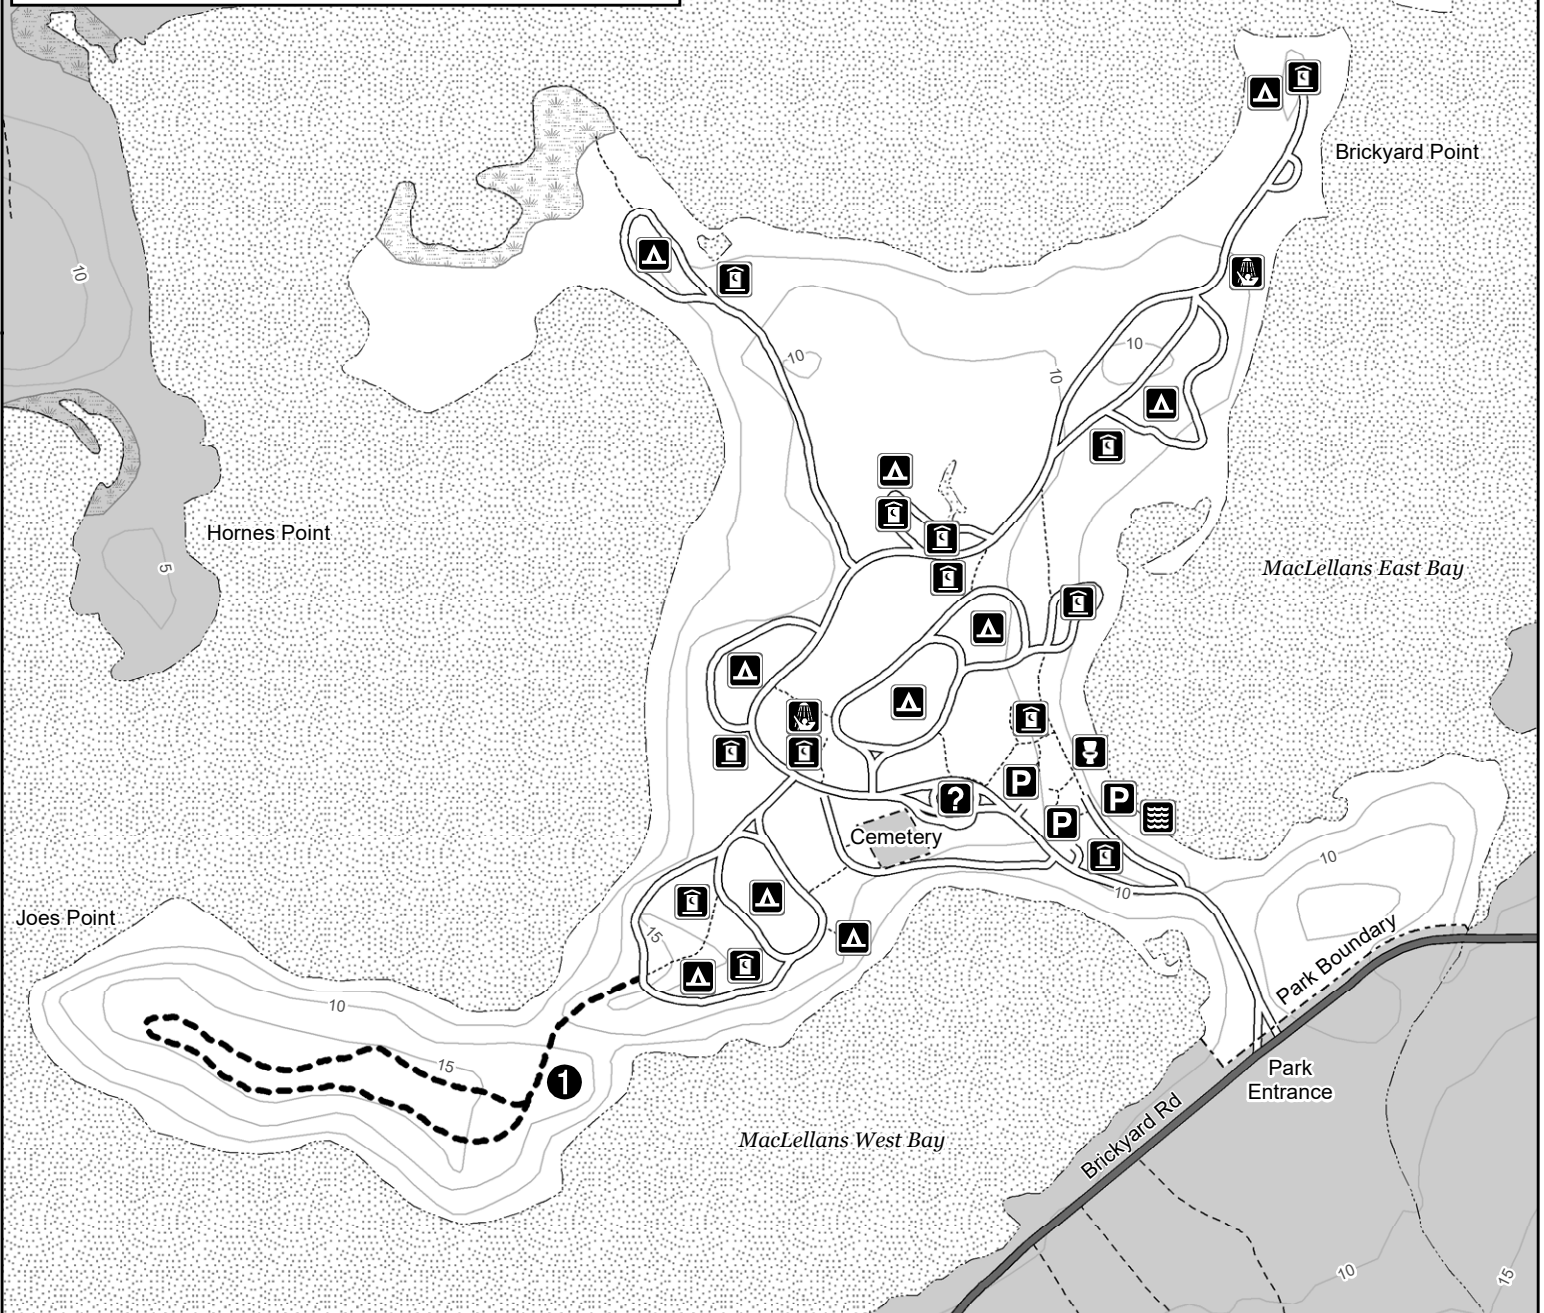 Brickyard Point
10
10
10
10
Hornes Point
5
MacLellans East Bay
P
P
?
P
Cemetery
10
10
Joes Point
15
Park Boundary
10
15
1
Park
Entrance
Brickyard Rd
MacLellans West Bay
10
15